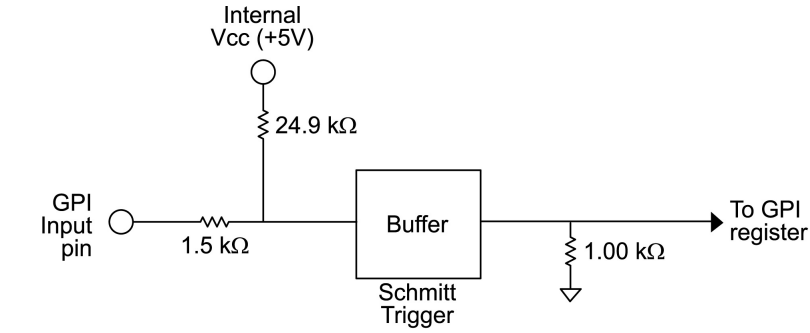 Internal
Vcc (+5V)
24.9 kΩ
GPI
Input
pin
1.5 kΩ
Buffer
Schmitt
Trigger
1.00 kΩ
To GPI
register